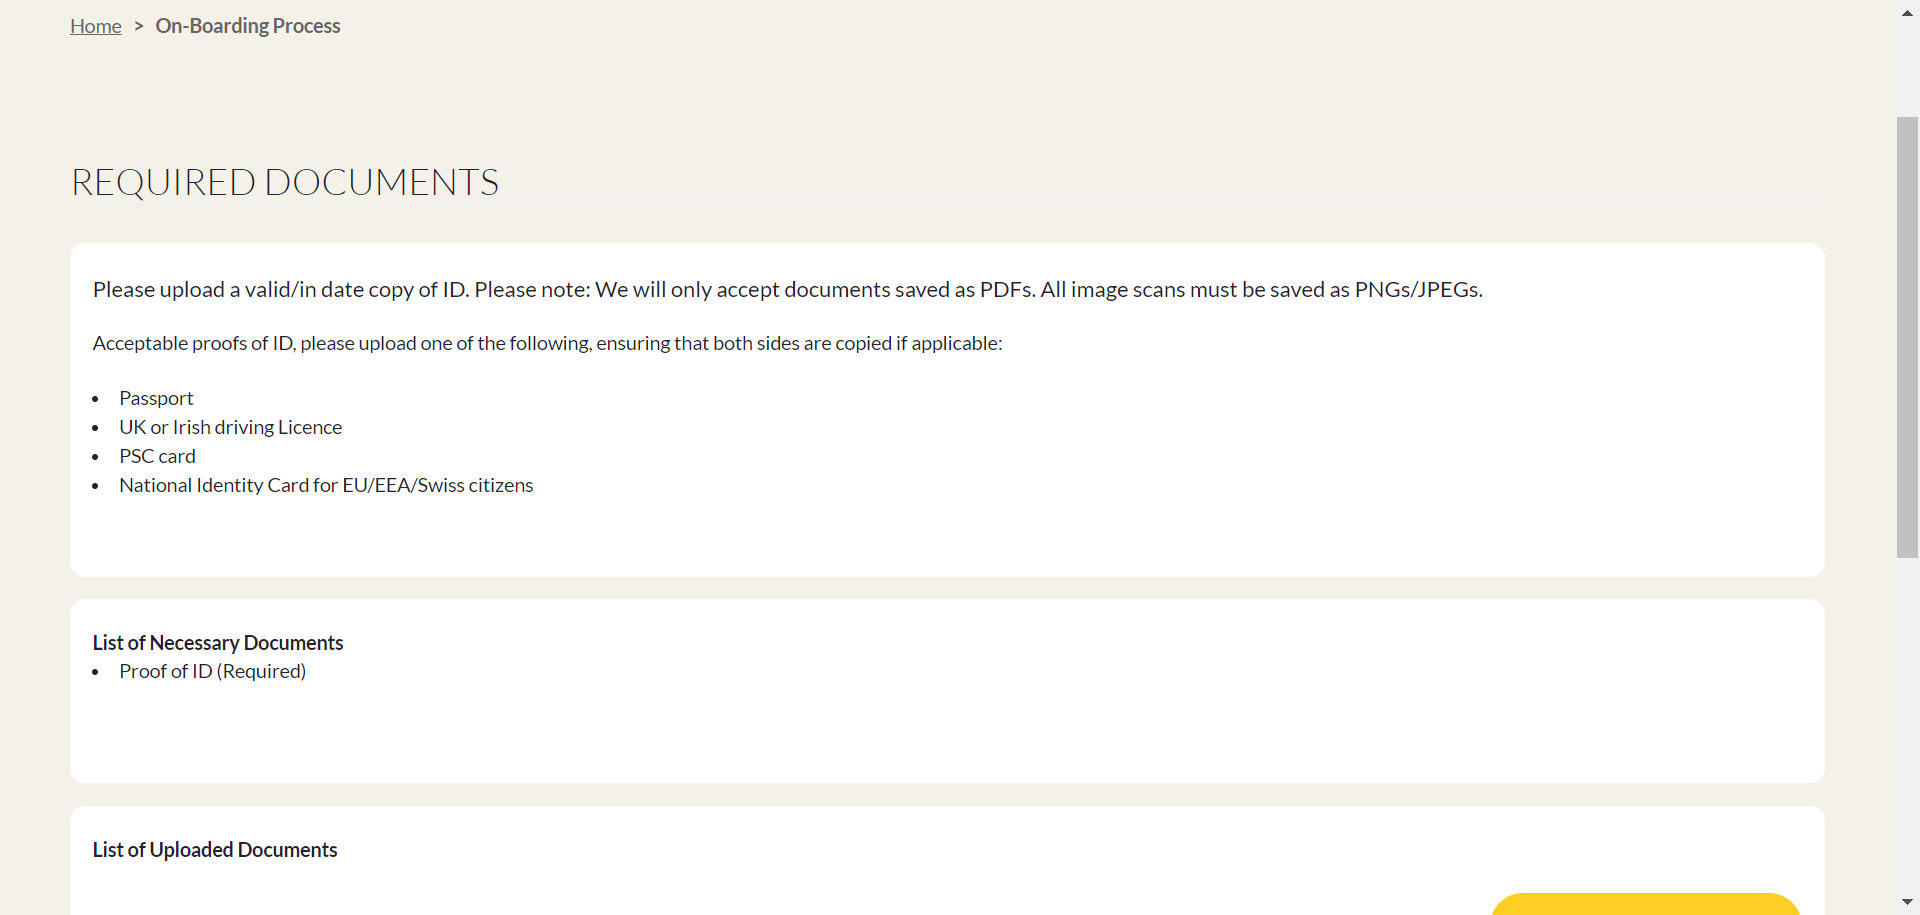 Home > On-Boarding Process
REQUIRED DOCUMENTS
Please upload a valid/in date copy of ID. Please note: We will only accept documents saved as PDFs. All image scans must be saved as PNGs/JPEGs.
Acceptable proofs of ID, please upload one of the following, ensuring that both sides are copied if applicable:
• Passport
• UK or Irish driving Licence
• PSC card
• National Identity Card for EU/EEA/Swiss citizens
List of Necessary Documents
• Proof of ID (Required)
List of Uploaded Documents